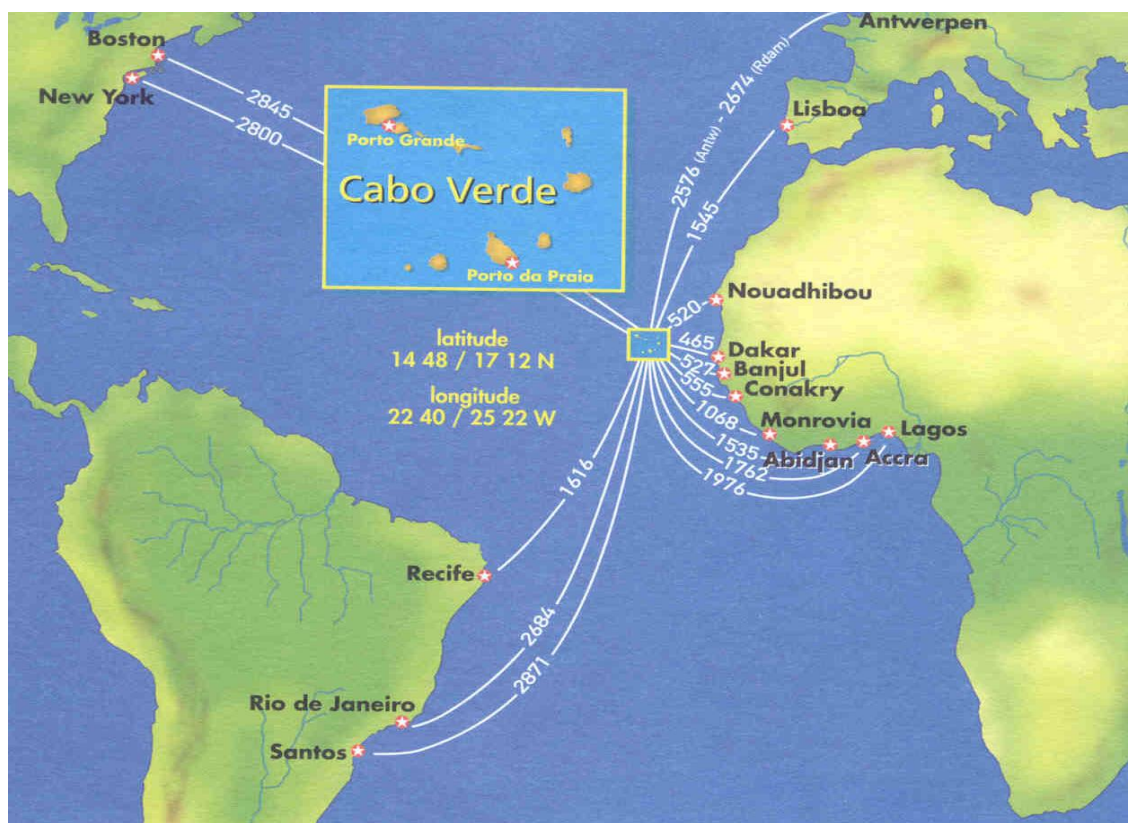 Boston
New York
2845
2800
Porto Grande
Cabo Verde
Porto da Praia
latitude
14 48 / 17 12 N
longitude
22 40 / 25 22 W
Antwerpen
2576 (Antw) - 2674 (Rdam)
Lisboa
1545
520
Nouadhibou
465
Dakar
527
Banjul
555
Conakry
1068
Monrovia
1535
Abidjan
1762
Accra
1976
Lagos
1616
Recife
2684
2871
Rio de Janeiro
Santos